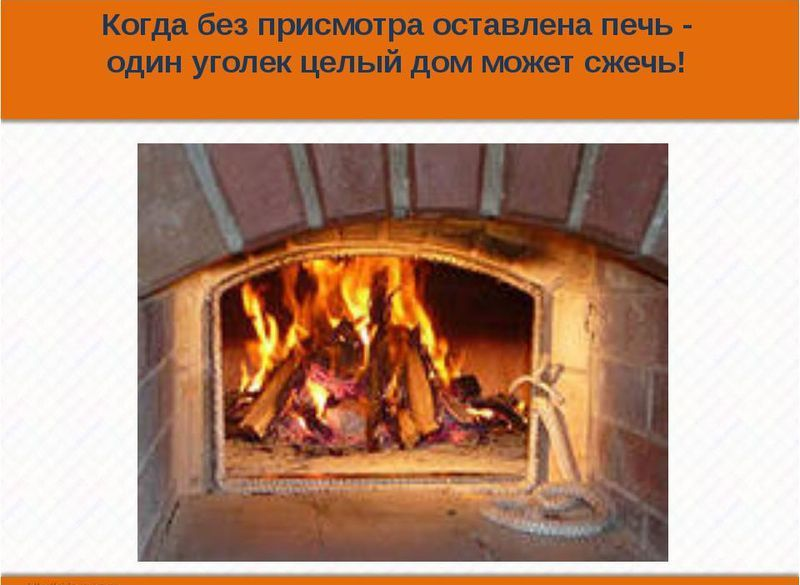 Когда без присмотра оставлена печь -
один уголек целый дом может сжечь!